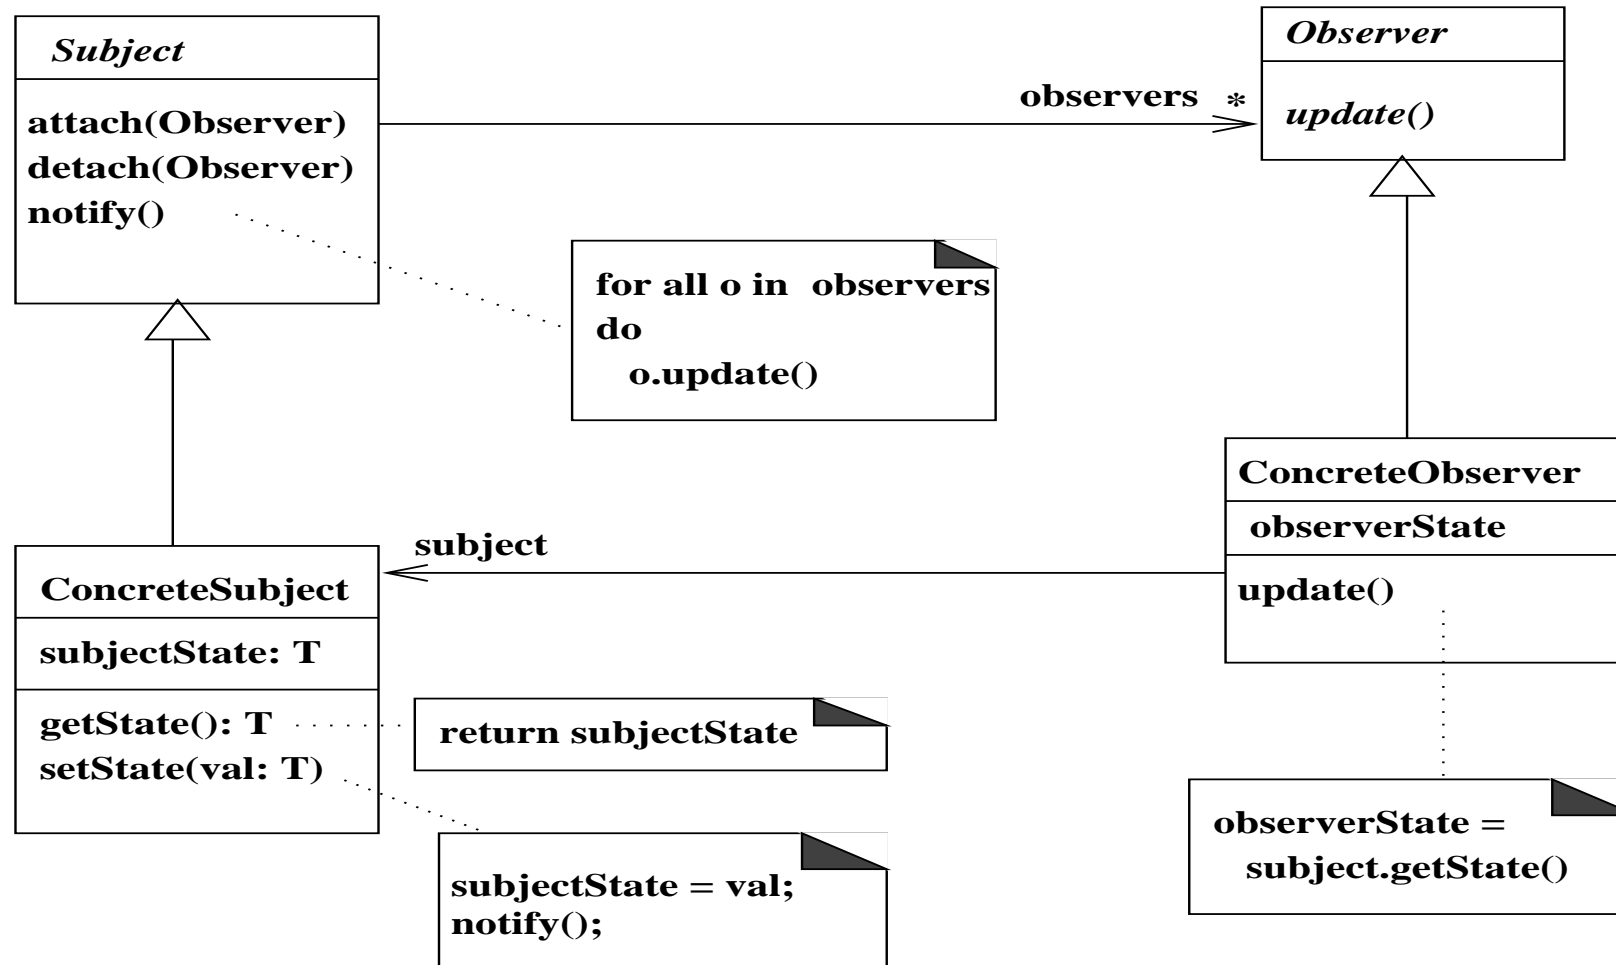 Subject
attach(Observer)
detach(Observer)
notify()
observers *
Observer
update()
for all o in observers
do
o.update()
ConcreteObserver
observerState
update()
subject
ConcreteSubject
subjectState: T
getState(): T
setState(val: T)
return subjectState
subjectState = val;
notify();
observerState =
subject.getState()